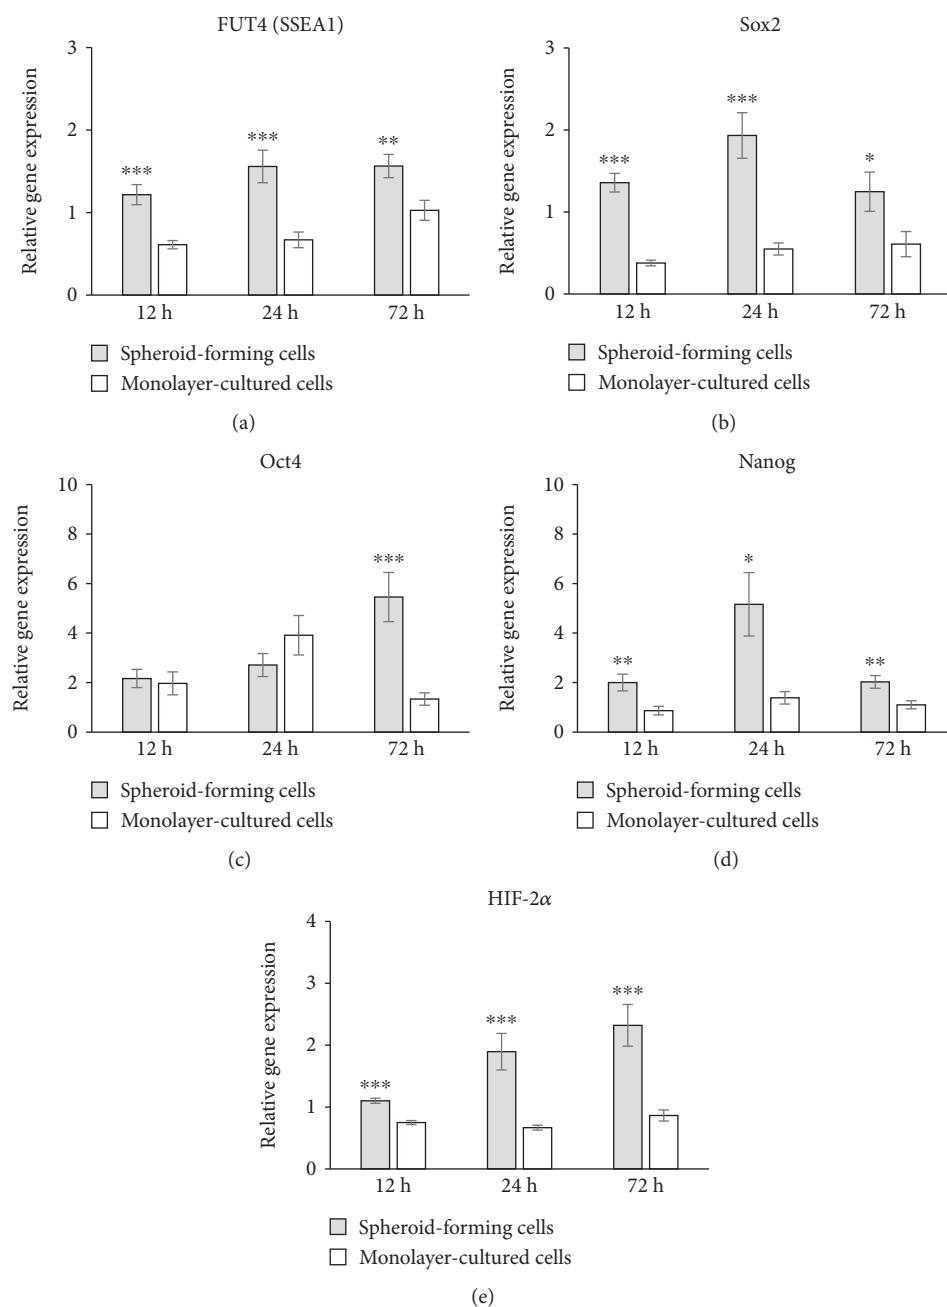 FUT4 (SSEA1)
Relative gene expression
3
2
1
0
***
***
**
12 h
24 h
72 h
Spheroid-forming cells
Monolayer-cultured cells
(a)
Sox2
Relative gene expression
3
2
1
0
***
***
*
12 h
24 h
72 h
Spheroid-forming cells
Monolayer-cultured cells
(b)
Oct4
Relative gene expression
10
8
6
4
2
0
***
12 h
24 h
72 h
Spheroid-forming cells
Monolayer-cultured cells
(c)
Nanog
Relative gene expression
10
8
6
4
2
0
**
*
**
12 h
24 h
72 h
Spheroid-forming cells
Monolayer-cultured cells
(d)
HIF-2α
Relative gene expression
4
3
2
1
0
***
***
***
12 h
24 h
72 h
Spheroid-forming cells
Monolayer-cultured cells
(e)